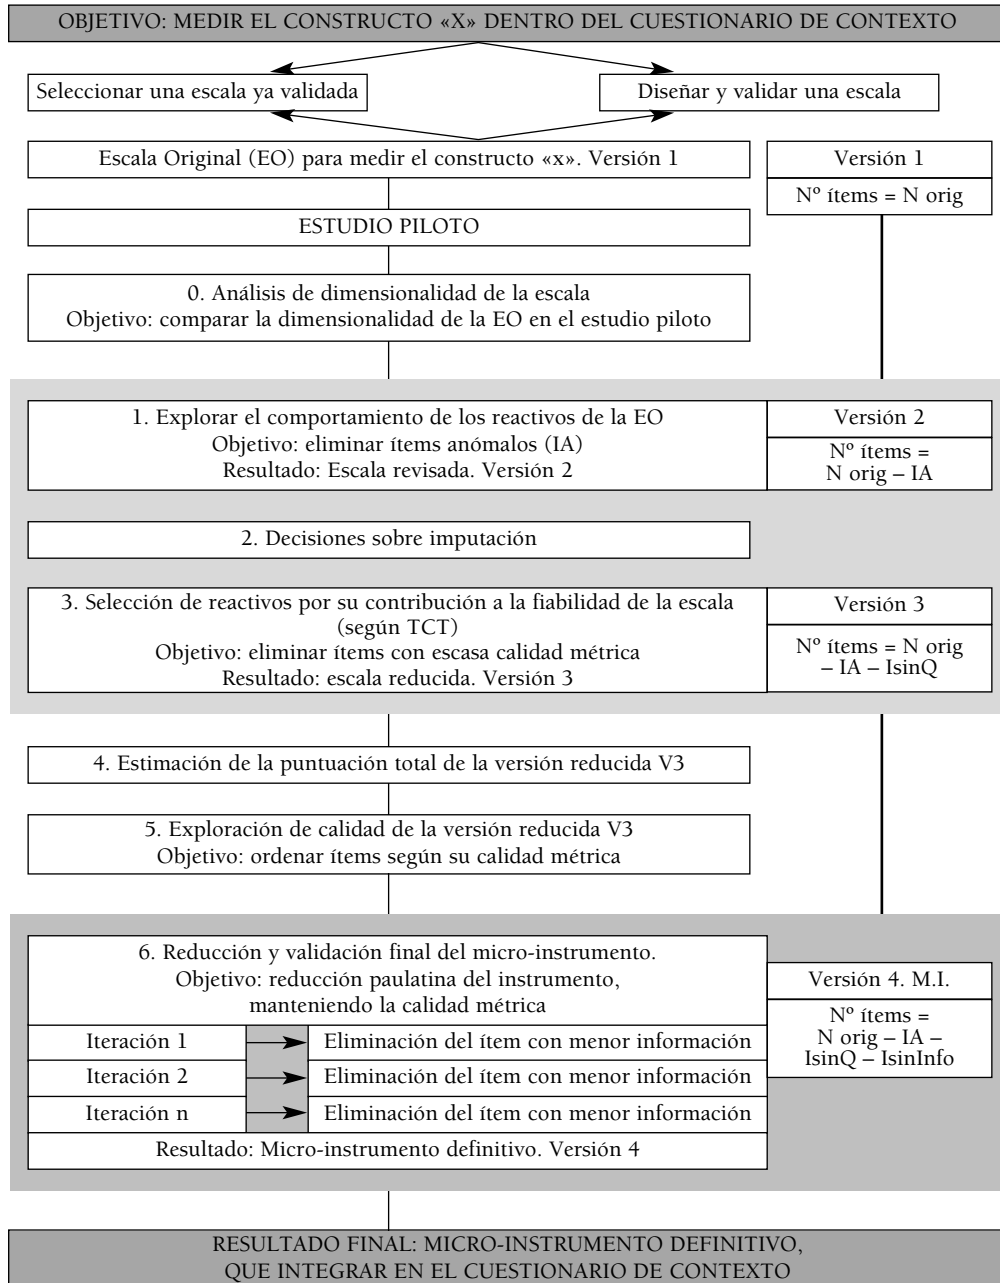 OBJETIVO: MEDIR EL CONSTRUCTO «X» DENTRO DEL CUESTIONARIO DE CONTEXTO
Seleccionar una escala ya validada
Diseñar y validar una escala
Escala Original (EO) para medir el constructo «x». Versión 1
Versión 1
Nº ítems = N orig
ESTUDIO PILOTO
0. Análisis de dimensionalidad de la escala
Objetivo: comparar la dimensionalidad de la EO en el estudio piloto
1. Explorar el comportamiento de los reactivos de la EO
Objetivo: eliminar ítems anómalos (IA)
Resultado: Escala revisada. Versión 2
Versión 2
Nº ítems =
N orig – IA
2. Decisiones sobre imputación
3. Selección de reactivos por su contribución a la fiabilidad de la escala
(según TCT)
Objetivo: eliminar ítems con escasa calidad métrica
Resultado: escala reducida. Versión 3
Versión 3
Nº ítems = N orig
– IA – IsinQ
4. Estimación de la puntuación total de la versión reducida V3
5. Exploración de calidad de la versión reducida V3
Objetivo: ordenar ítems según su calidad métrica
6. Reducción y validación final del micro-instrumento.
Objetivo: reducción paulatina del instrumento,
manteniendo la calidad métrica
Versión 4. M.I.
Nº ítems =
N orig – IA –
IsinQ – IsinInfo
Iteración 1
Eliminación del ítem con menor información
Iteración 2
Eliminación del ítem con menor información
Iteración n
Eliminación del ítem con menor información
Resultado: Micro-instrumento definitivo. Versión 4
RESULTADO FINAL: MICRO-INSTRUMENTO DEFINITIVO,
QUE INTEGRAR EN EL CUESTIONARIO DE CONTEXTO